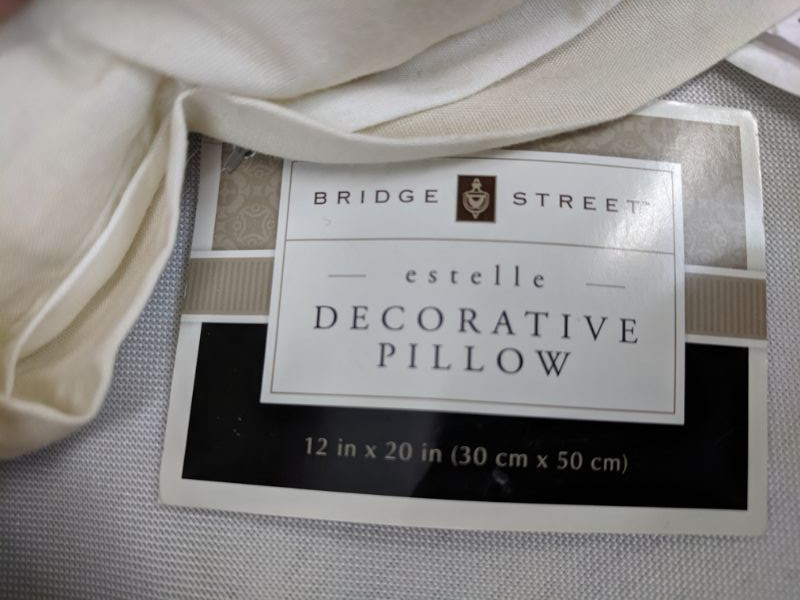 BRIDGE STREET™
estelle
DECORATIVE
PILLOW
12 in x 20 in (30 cm x 50 cm)